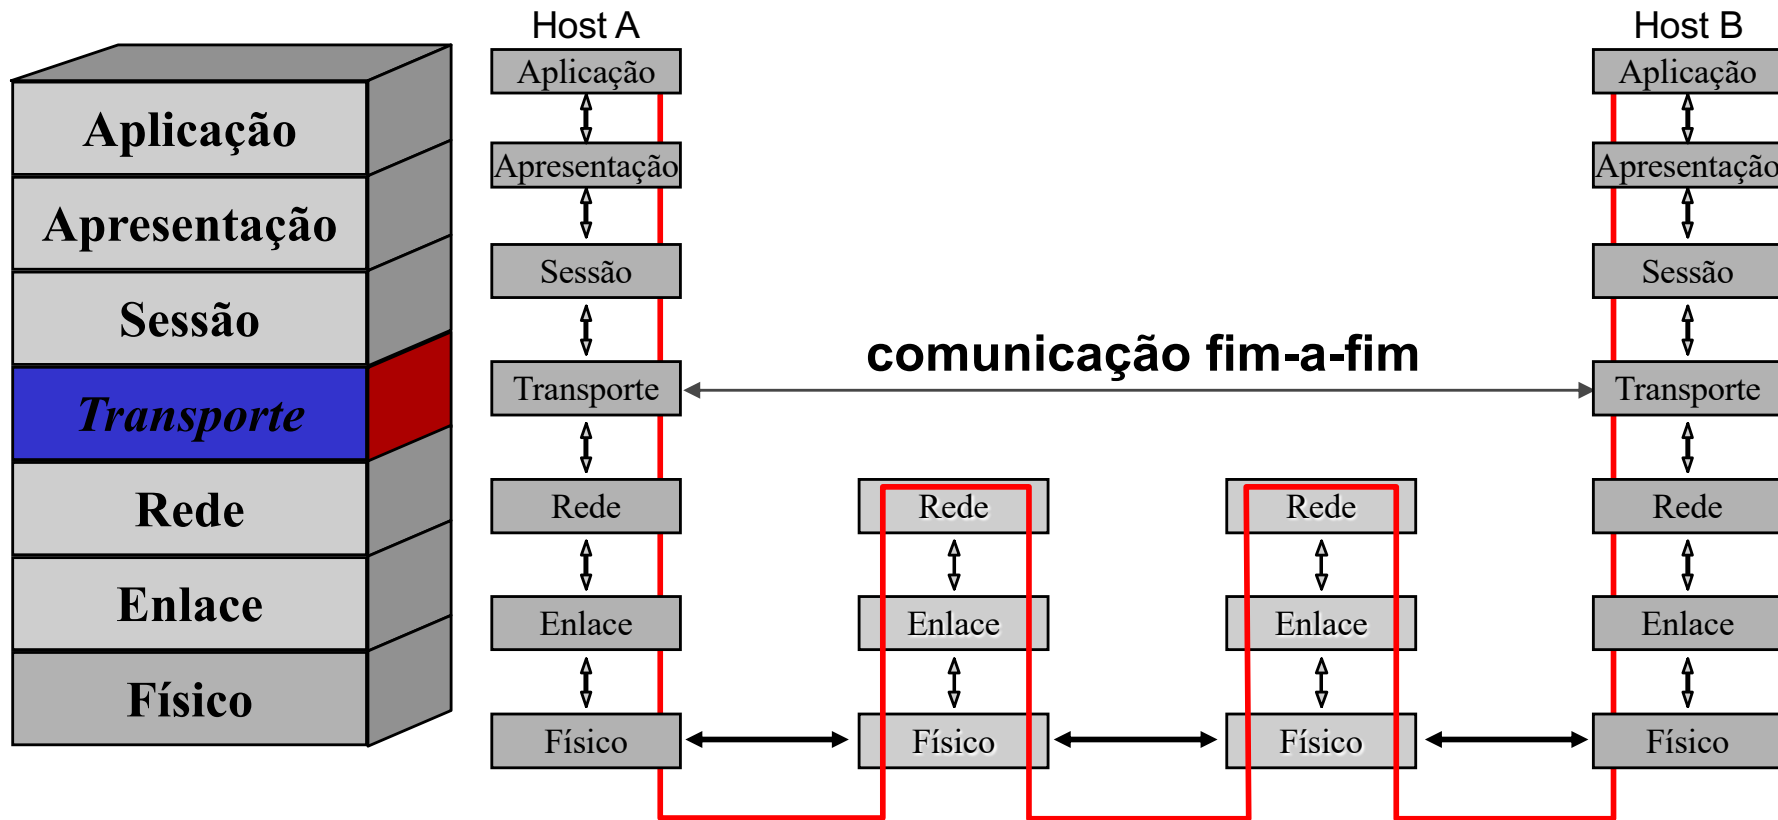 Aplicação
Apresentação
Sessão
Transporte
Rede
Enlace
Físico
Host A
Aplicação
Apresentação
Sessão
Transporte
Rede
Enlace
Físico
comunicação fim-a-fim
Rede
Enlace
Físico
Rede
Enlace
Físico
Host B
Aplicação
Apresentação
Sessão
Transporte
Rede
Enlace
Físico